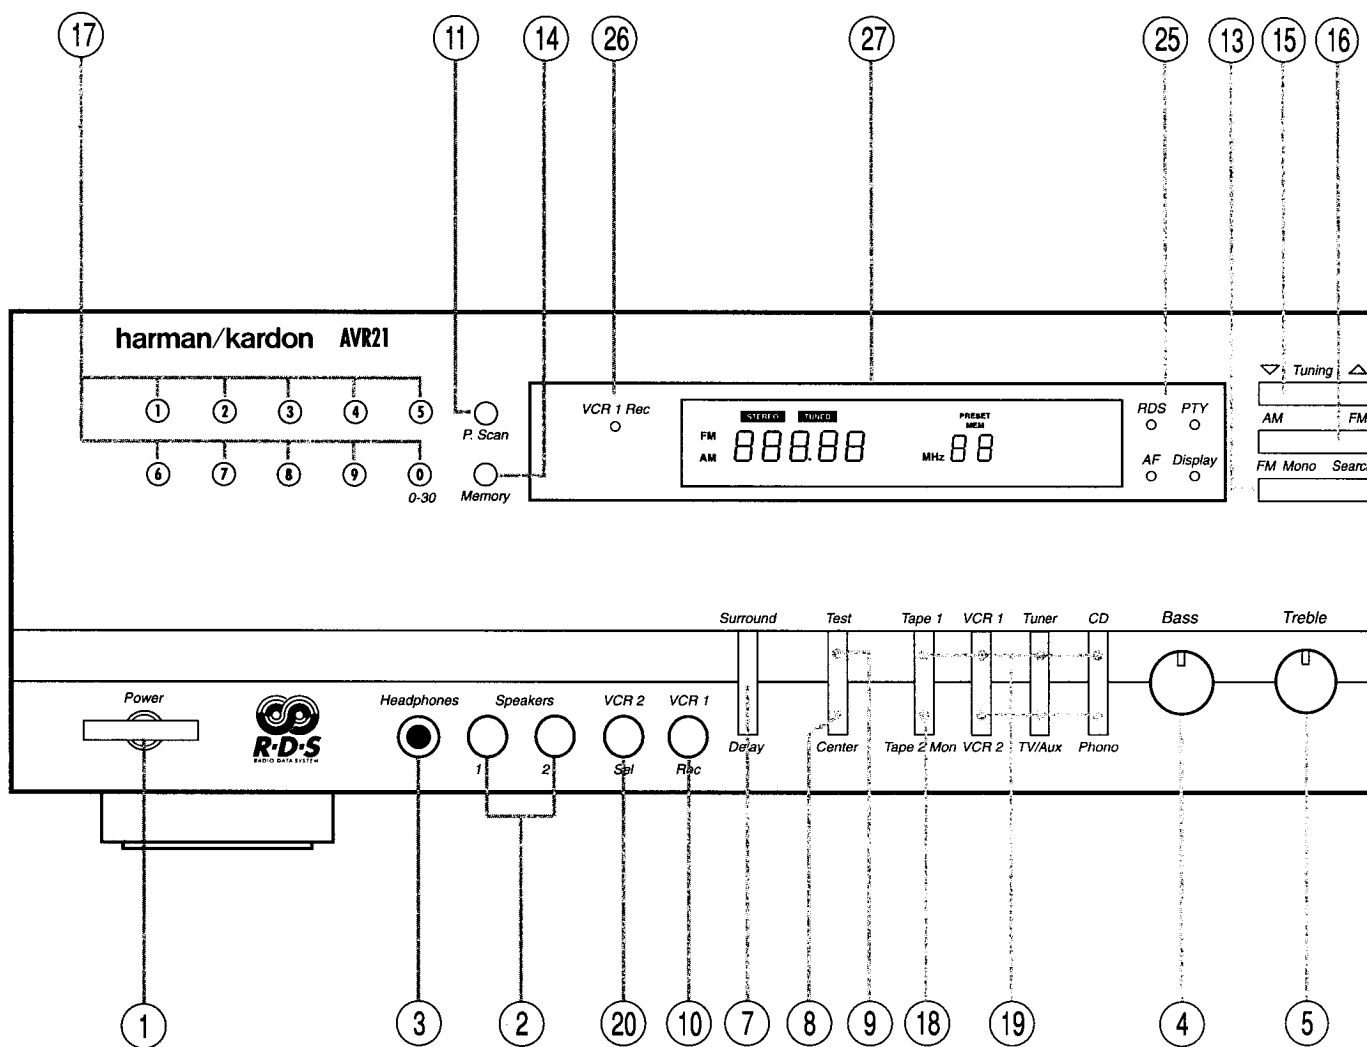 17 11 14 26 27 25 13 15 16
harman/kardon AVR21
1 2 3 4 5
6 7 8 9 0
0-30
P. Scan
Memory
VCR 1 Rec
STEREO TUNED
FM
AM
88888.88
PRESET
MEM
MHz 88
RDS PTY
AF Display
Tuning
AM FM
FM Mono Search
Surround Test Tape 1 VCR 1 Tuner CD Bass Treble
Power
R·D·S
RADIO DATA SYSTEM
Headphones Speakers VCR 2 VCR 1
1 2 Sel Rec
Delay Center Tape 2 Mon VCR 2 TV/Aux Phono
1 3 2 20 10 7 8 9 18 19 4 5